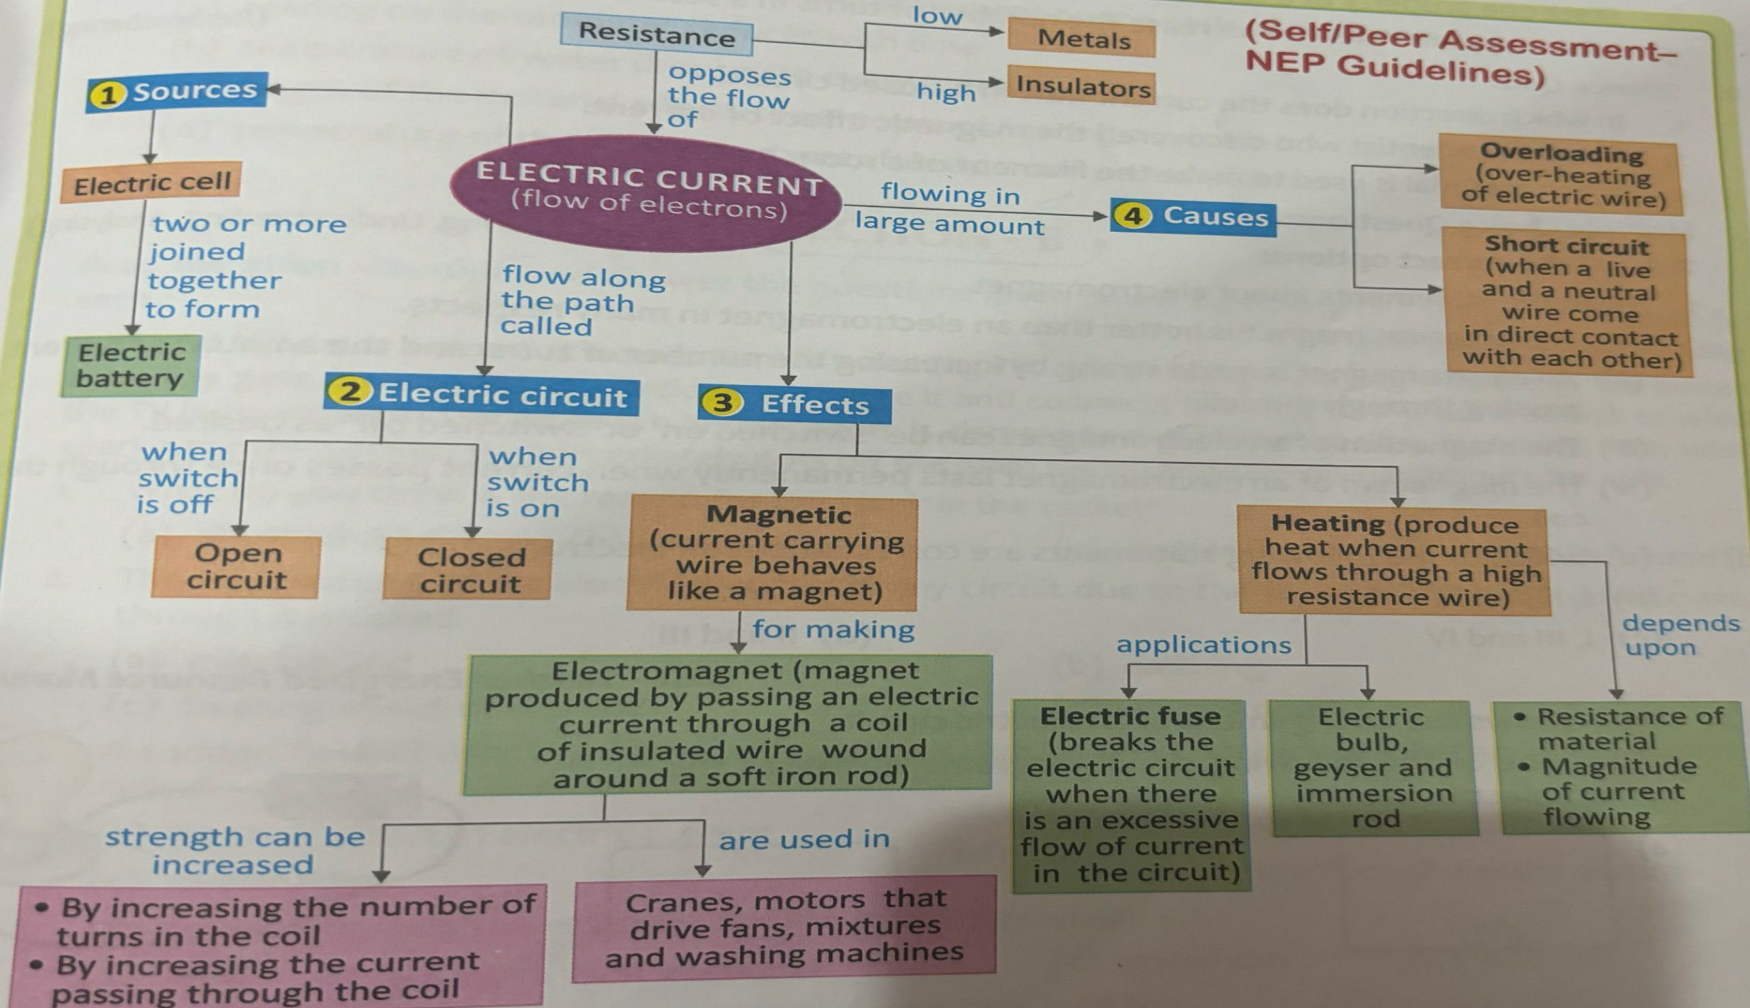 Resistance
low
Metals
high
Insulators
(Self/Peer Assessment–
NEP Guidelines)
opposes
the flow
of
1 Sources
Electric cell
two or more
joined
together
to form
Electric
battery
ELECTRIC CURRENT
(flow of electrons)
flowing in
large amount
4 Causes
Overloading
(over-heating
of electric wire)
Short circuit
(when a live
and a neutral
wire come
in direct contact
with each other)
flow along
the path
called
2 Electric circuit
when
switch
is off
Open
circuit
when
switch
is on
Closed
circuit
3 Effects
Magnetic
(current carrying
wire behaves
like a magnet)
for making
Electromagnet (magnet
produced by passing an electric
current through a coil
of insulated wire wound
around a soft iron rod)
strength can be
increased
• By increasing the number of
turns in the coil
• By increasing the current
passing through the coil
are used in
Cranes, motors that
drive fans, mixtures
and washing machines
Heating (produce
heat when current
flows through a high
resistance wire)
applications
Electric fuse
(breaks the
electric circuit
when there
is an excessive
flow of current
in the circuit)
Electric
bulb,
geyser and
immersion
rod
depends
upon
• Resistance of
material
• Magnitude
of current
flowing